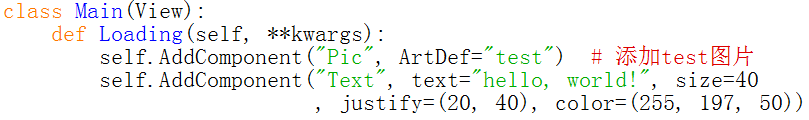 class Main(View):
    def Loading(self, **kwargs):
        self.AddComponent("Pic", ArtDef="test")  # 添加test图片
        self.AddComponent("Text", text="hello, world!", size=40
                          , justify=(20, 40), color=(255, 197, 50))